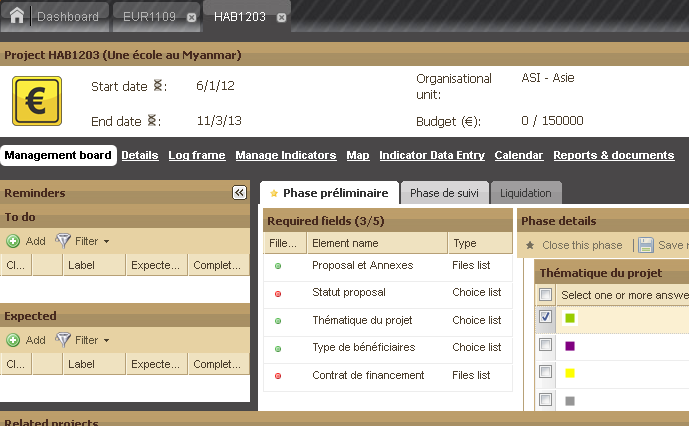 Dashboard EUR1109 HAB1203
Project HAB1203 (Une école au Myanmar)
Start date : 6/1/12
Organisational unit: ASI - Asie
End date : 11/3/13
Budget (€): 0 / 150000
Management board Details Log frame Manage Indicators Map Indicator Data Entry Calendar Reports & documents
Reminders
To do
Add Filter
Cl... Label Expecte... Complet...
Expected
Add Filter
Cl... Label Expecte... Complet...
Related projects
Phase préliminaire Phase de suivi Liquidation
Required fields (3/5)
Fille... Element name Type
Proposal et Annexes Files list
Statut proposal Choice list
Thématique du projet Choice list
Type de bénéficiaires Choice list
Contrat de financement Files list
Phase details
Close this phase Save
Thématique du projet
Select one or more answe